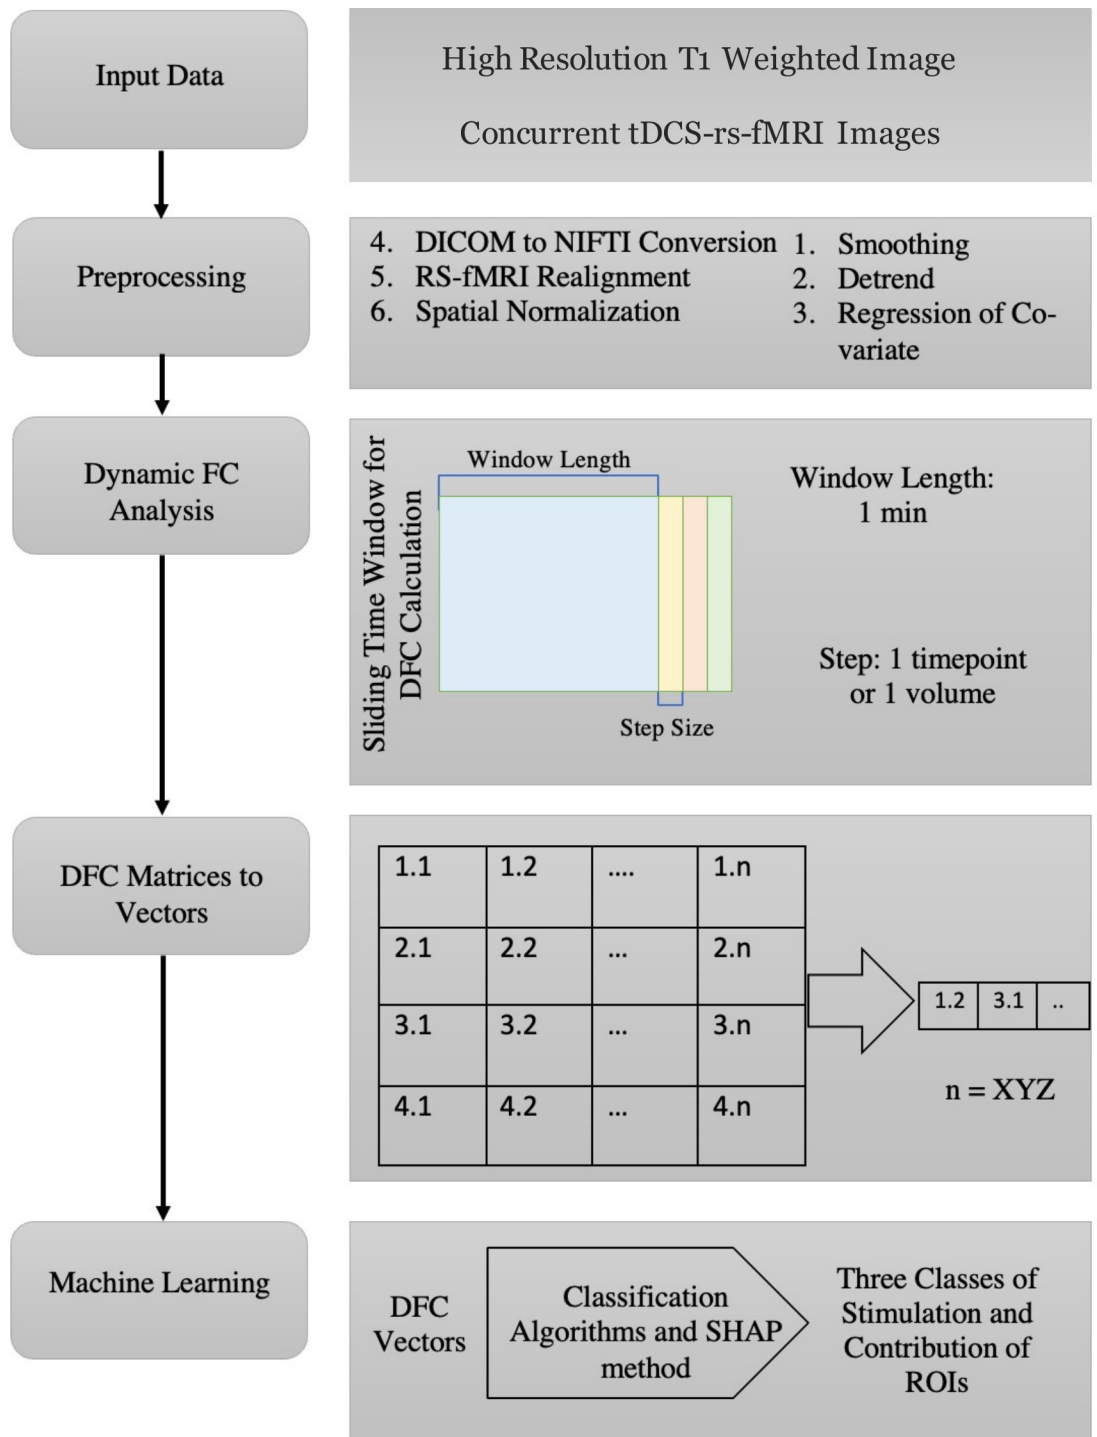 Input Data
High Resolution T1 Weighted Image
Concurrent tDCS-rs-fMRI Images
Preprocessing
4. DICOM to NIFTI Conversion
5. RS-fMRI Realignment
6. Spatial Normalization
1. Smoothing
2. Detrend
3. Regression of Co-
variate
Dynamic FC
Analysis
Sliding Time Window for
DFC Calculation
Window Length
Step Size
Window Length:
1 min
Step: 1 timepoint
or 1 volume
DFC Matrices to
Vectors
1.1 1.2 .... 1.n
2.1 2.2 ... 2.n
3.1 3.2 ... 3.n
4.1 4.2 ... 4.n
1.2 3.1 ..
n = XYZ
Machine Learning
DFC
Vectors
Classification
Algorithms and SHAP
method
Three Classes of
Stimulation and
Contribution of
ROIs